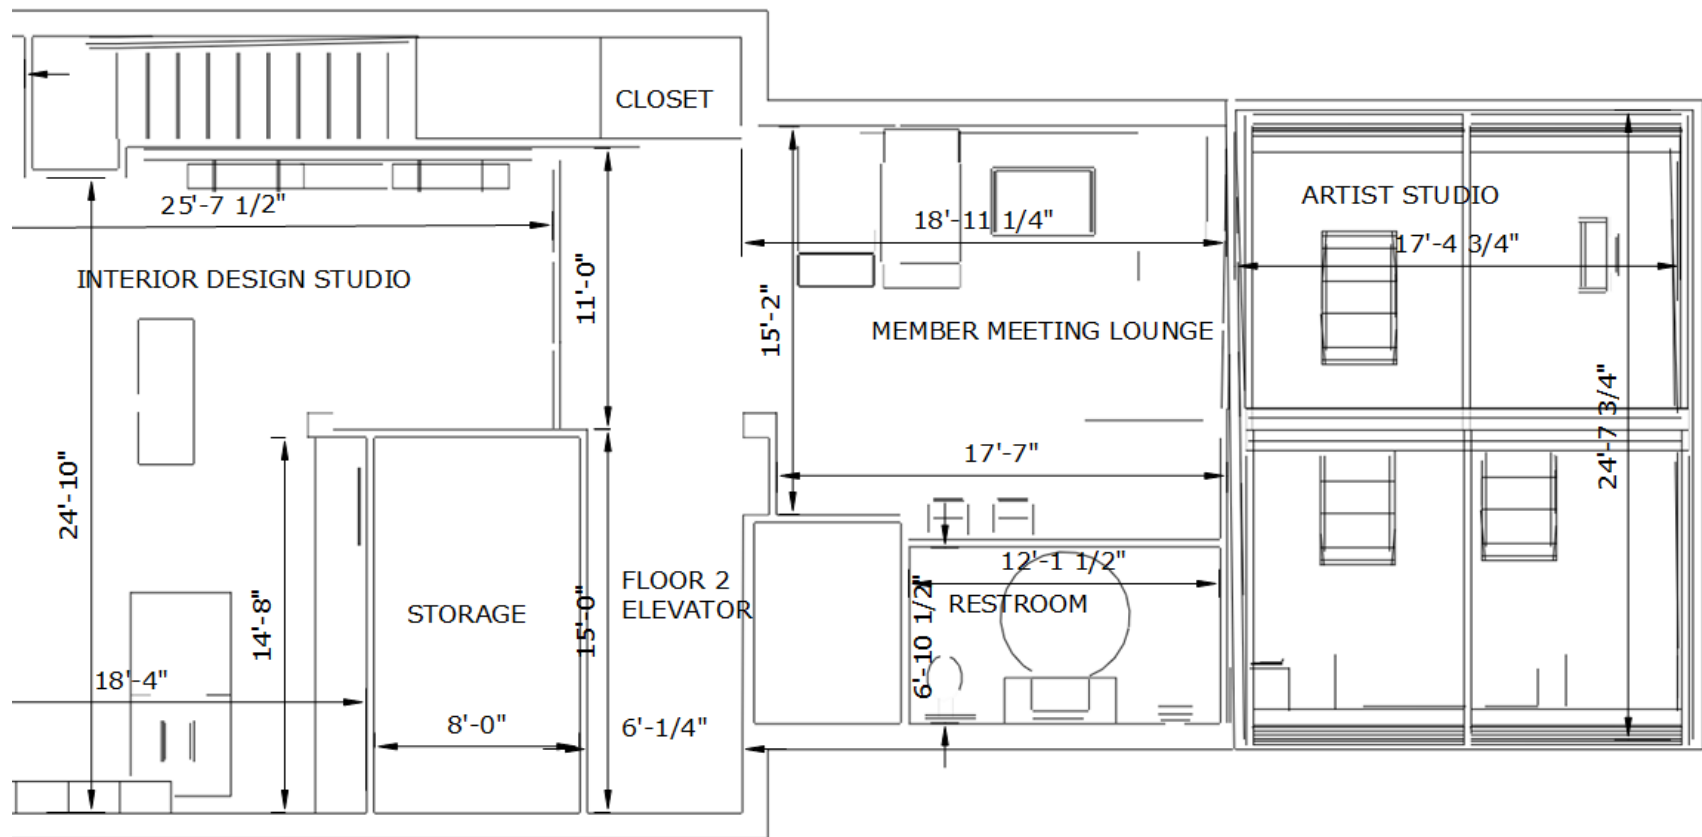 CLOSET
ARTIST STUDIO
25'-7 1/2"
18'-11 1/4"
17'-4 3/4"
INTERIOR DESIGN STUDIO
11'-0"
15'-2"
MEMBER MEETING LOUNGE
24'-7 3/4"
17'-7"
24'-10"
12'-1 1/2"
FLOOR 2
ELEVATOR
STORAGE
RESTROOM
14'-8"
15'-0"
6'-10 1/2"
18'-4"
8'-0"
6'-1/4"